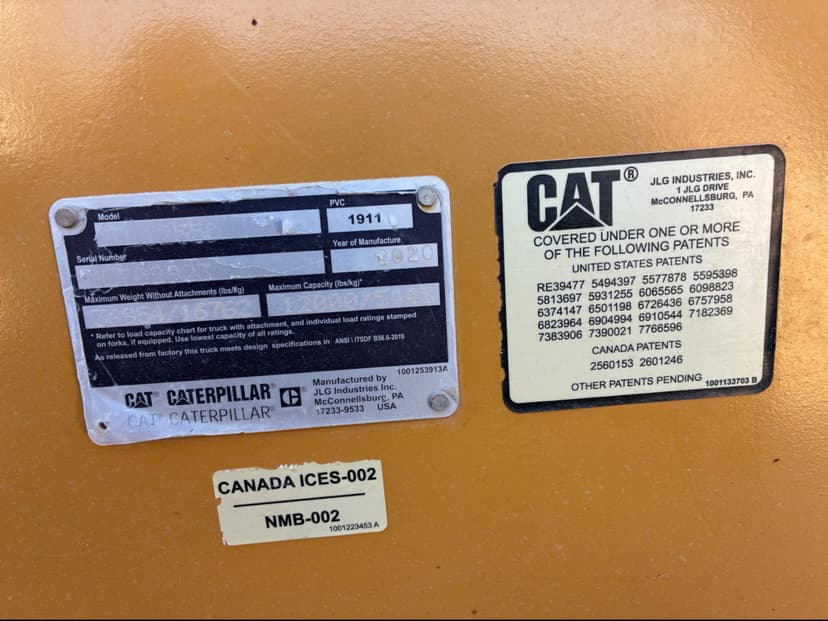 Model
PVC
1911
Serial Number
Year of Manufacture
2020
Maximum Weight Without Attachments (lbs/kg)
Maximum Capacity (lbs/kg)*
* Refer to load capacity chart for truck with attachment, and individual load ratings stamped
on forks, if equipped. Use lowest capacity of all ratings.
As released from factory this truck meets design specifications in ANSI \ ITSDF B56.6-2016
1001253913A
CAT CATERPILLAR C
CAT CATERPILLAR
Manufactured by
JLG Industries Inc.
McConnellsburg, PA
17233-9533 USA
CAT®
JLG INDUSTRIES, INC.
1 JLG DRIVE
McCONNELLSBURG, PA
17233
COVERED UNDER ONE OR MORE
OF THE FOLLOWING PATENTS
UNITED STATES PATENTS
RE39477 5494397 5577878 5595398
5813697 5931255 6065565 6098823
6374147 6501198 6726436 6757958
6823964 6904994 6910544 7182369
7383906 7390021 7766596
CANADA PATENTS
2560153 2601246
OTHER PATENTS PENDING
1001133703 B
CANADA ICES-002
NMB-002
1001223453 A